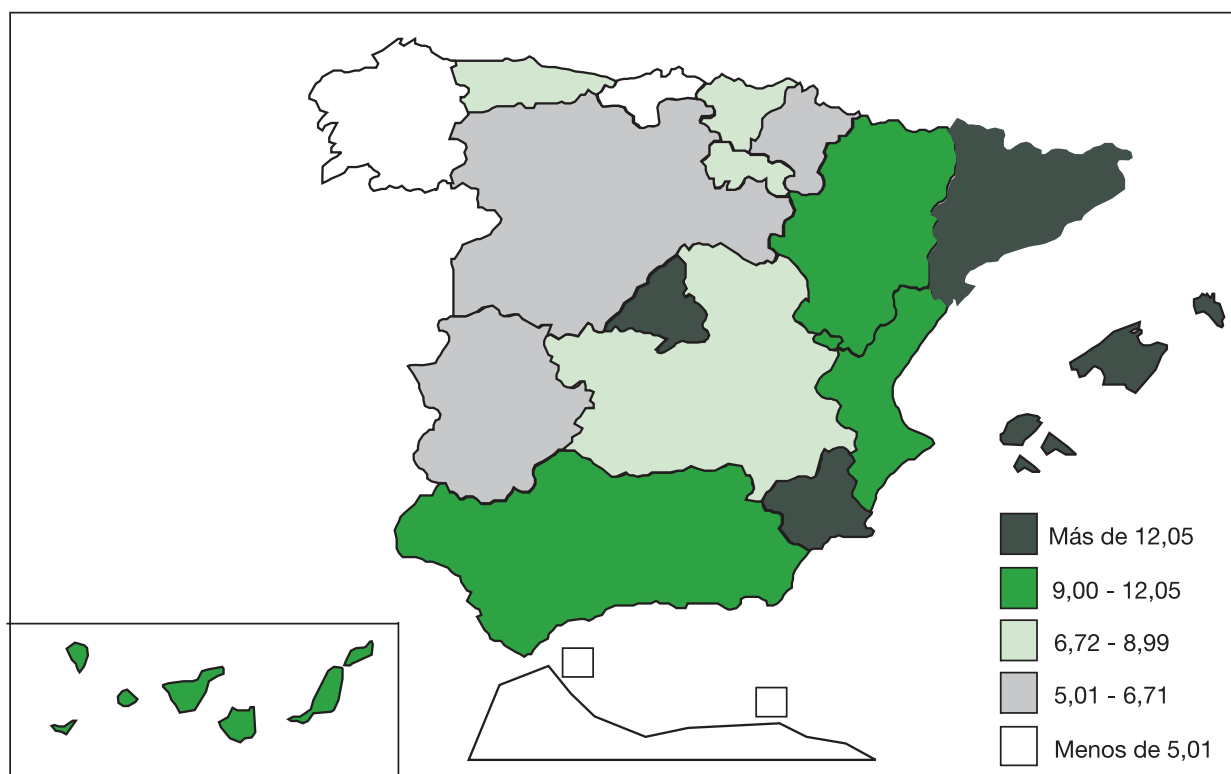 Más de 12,05
9,00 - 12,05
6,72 - 8,99
5,01 - 6,71
Menos de 5,01